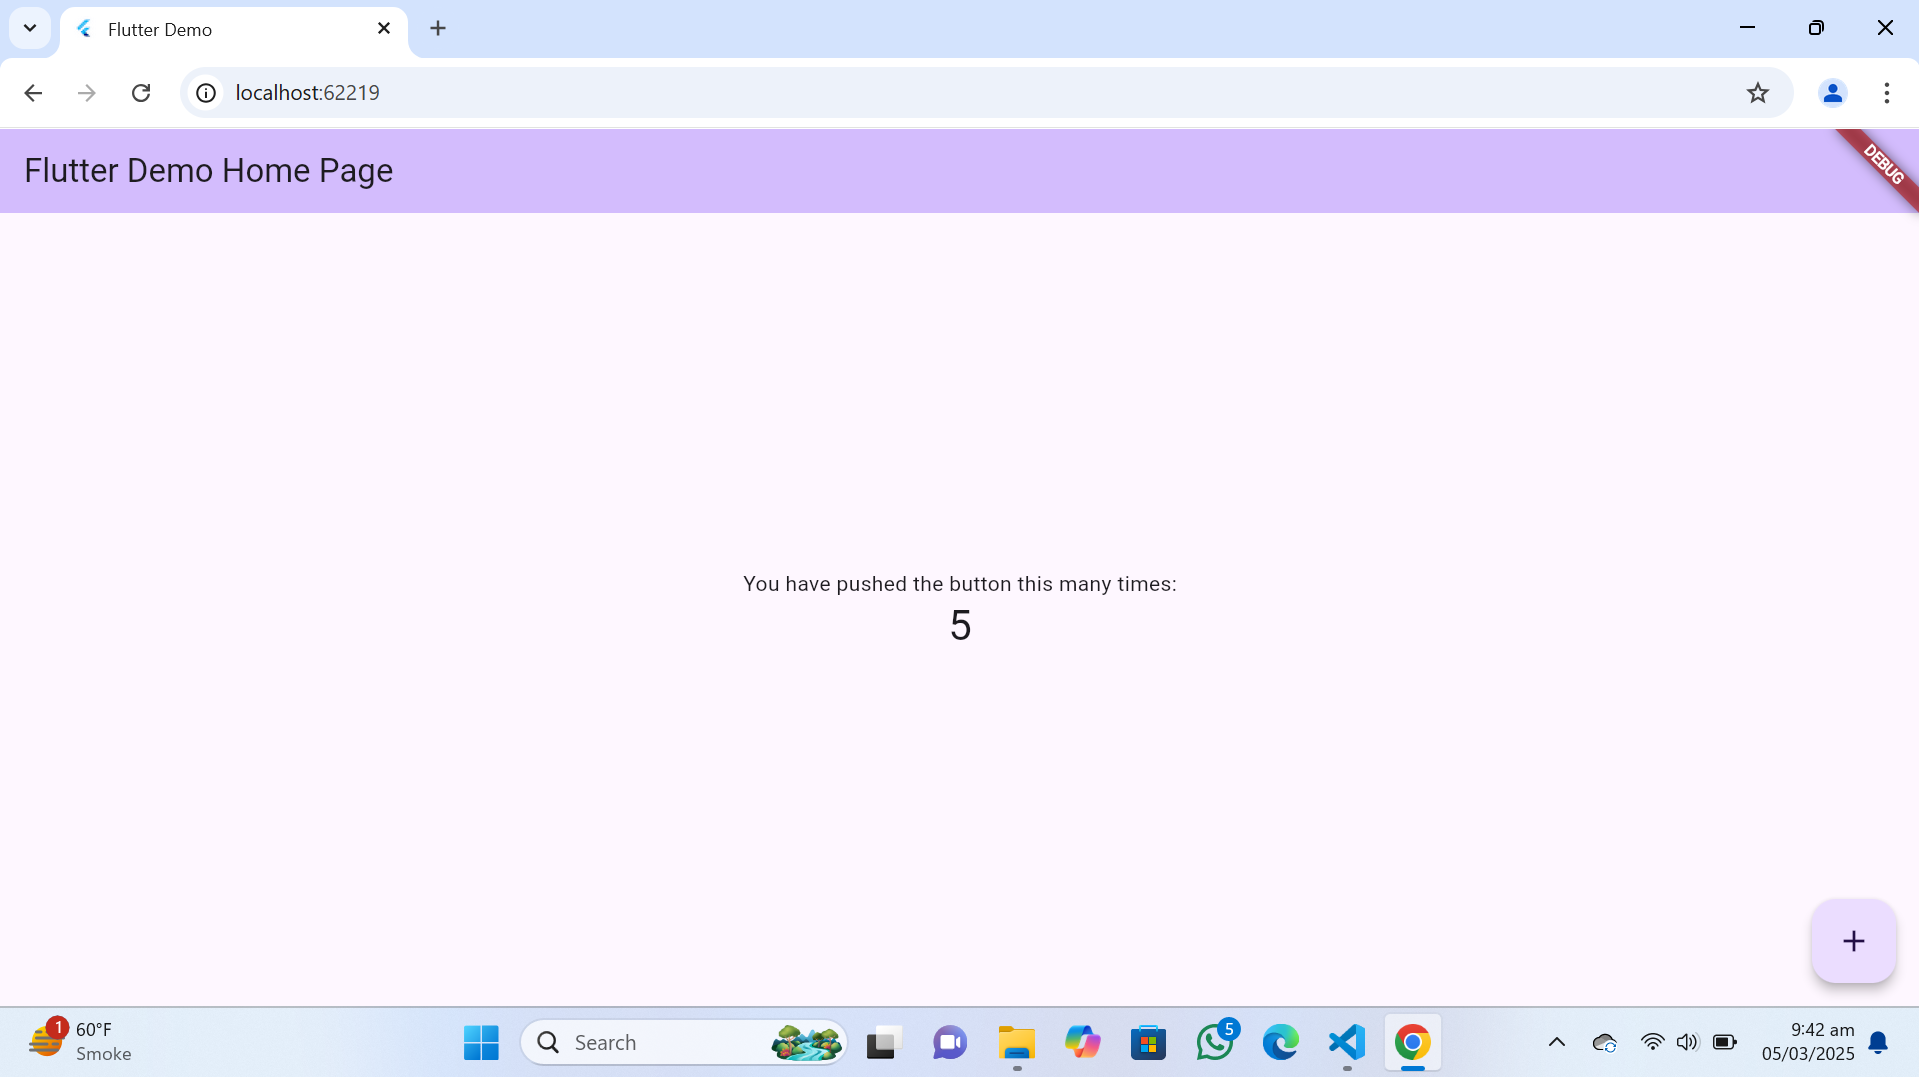 Flutter Demo
localhost:62219
Flutter Demo Home Page
DEBUG
You have pushed the button this many times:
5
1
60°F
Smoke
Search
5
9:42 am
05/03/2025